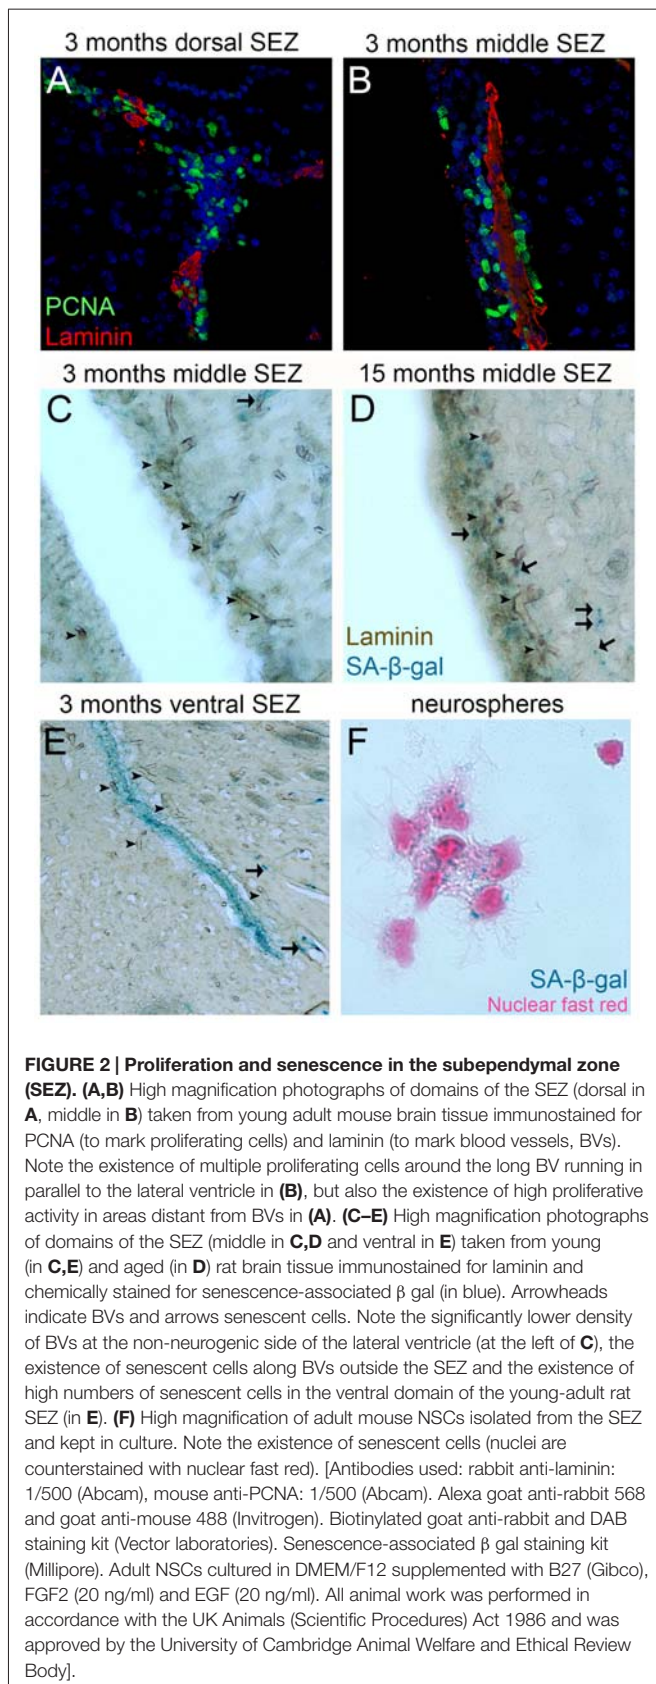 3 months dorsal SEZ
3 months middle SEZ
A
B
PCNA
Laminin
3 months middle SEZ
15 months middle SEZ
C
D
Laminin
SA-β-gal
3 months ventral SEZ
neurospheres
E
F
SA-β-gal
Nuclear fast red
FIGURE 2 | Proliferation and senescence in the subependymal zone
(SEZ). (A,B) High magnification photographs of domains of the SEZ (dorsal in
A, middle in B) taken from young adult mouse brain tissue immunostained for
PCNA (to mark proliferating cells) and laminin (to mark blood vessels, BVs).
Note the existence of multiple proliferating cells around the long BV running in
parallel to the lateral ventricle in (B), but also the existence of high proliferative
activity in areas distant from BVs in (A). (C–E) High magnification photographs
of domains of the SEZ (middle in C,D and ventral in E) taken from young
(in C,E) and aged (in D) rat brain tissue immunostained for laminin and
chemically stained for senescence-associated β gal (in blue). Arrowheads
indicate BVs and arrows senescent cells. Note the significantly lower density
of BVs at the non-neurogenic side of the lateral ventricle (at the left of C), the
existence of senescent cells along BVs outside the SEZ and the existence of
high numbers of senescent cells in the ventral domain of the young-adult rat
SEZ (in E). (F) High magnification of adult mouse NSCs isolated from the SEZ
and kept in culture. Note the existence of senescent cells (nuclei are
counterstained with nuclear fast red). [Antibodies used: rabbit anti-laminin:
1/500 (Abcam), mouse anti-PCNA: 1/500 (Abcam). Alexa goat anti-rabbit 568
and goat anti-mouse 488 (Invitrogen). Biotinylated goat anti-rabbit and DAB
staining kit (Vector laboratories). Senescence-associated β gal staining kit
(Millipore). Adult NSCs cultured in DMEM/F12 supplemented with B27 (Gibco),
FGF2 (20 ng/ml) and EGF (20 ng/ml). All animal work was performed in
accordance with the UK Animals (Scientific Procedures) Act 1986 and was
approved by the University of Cambridge Animal Welfare and Ethical Review
Body].